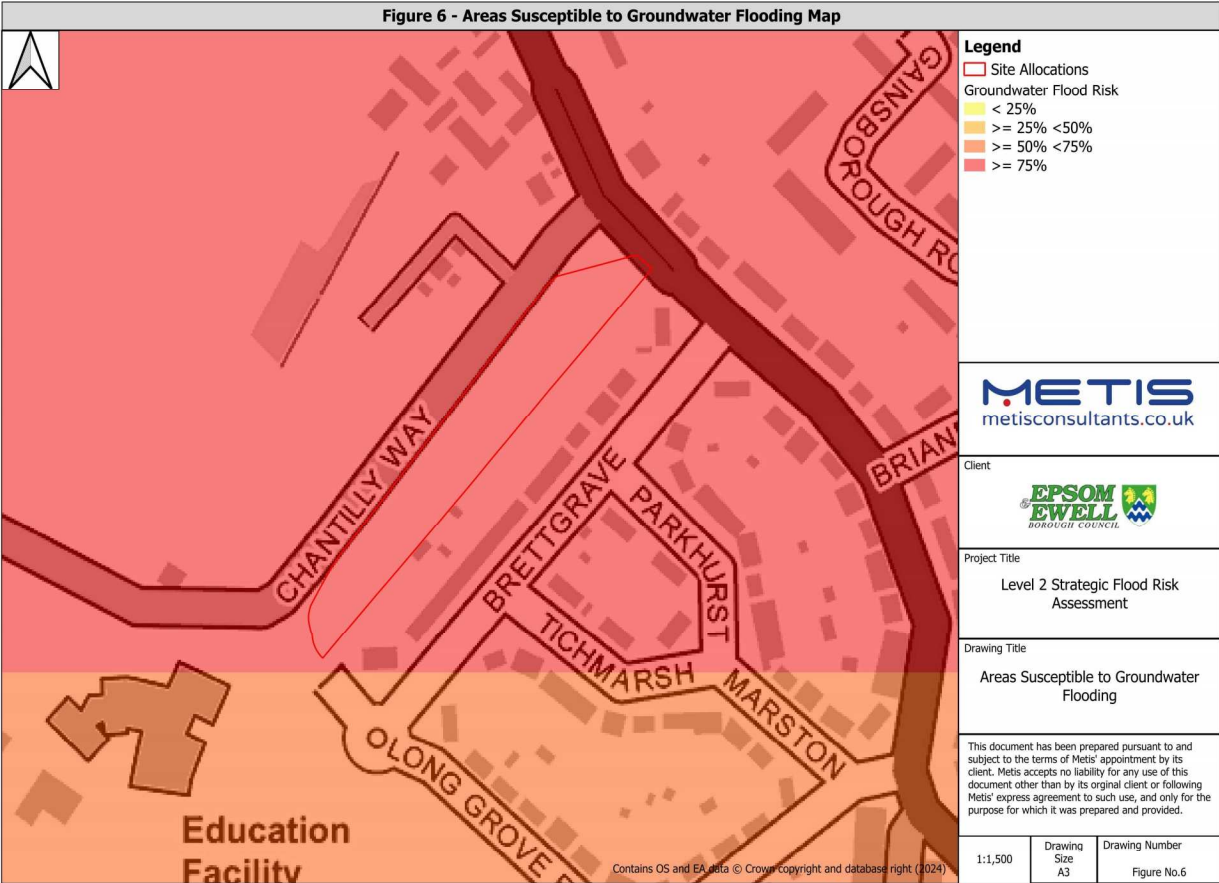 Figure 6 - Areas Susceptible to Groundwater Flooding Map
GAINSBOROUGH RO
CHANTILLY WAY
BRETTGRAVE
PARKHURST
BRIAN
TICHMARSH
MARSTON
OLONG GROVE
Education
Facility
Contains OS and EA data © Crown copyright and database right (2024)
Legend
Site Allocations
Groundwater Flood Risk
< 25%
>= 25% <50%
>= 50% <75%
>= 75%
METIS
metisconsultants.co.uk
Client
EPSOM
& EWELL
BOROUGH COUNCIL
Project Title
Level 2 Strategic Flood Risk
Assessment
Drawing Title
Areas Susceptible to Groundwater
Flooding
This document has been prepared pursuant to and
subject to the terms of Metis' appointment by its
client. Metis accepts no liability for any use of this
document other than by its orginal client or following
Metis' express agreement to such use, and only for the
purpose for which it was prepared and provided.
1:1,500
Drawing
Size
A3
Drawing Number
Figure No.6